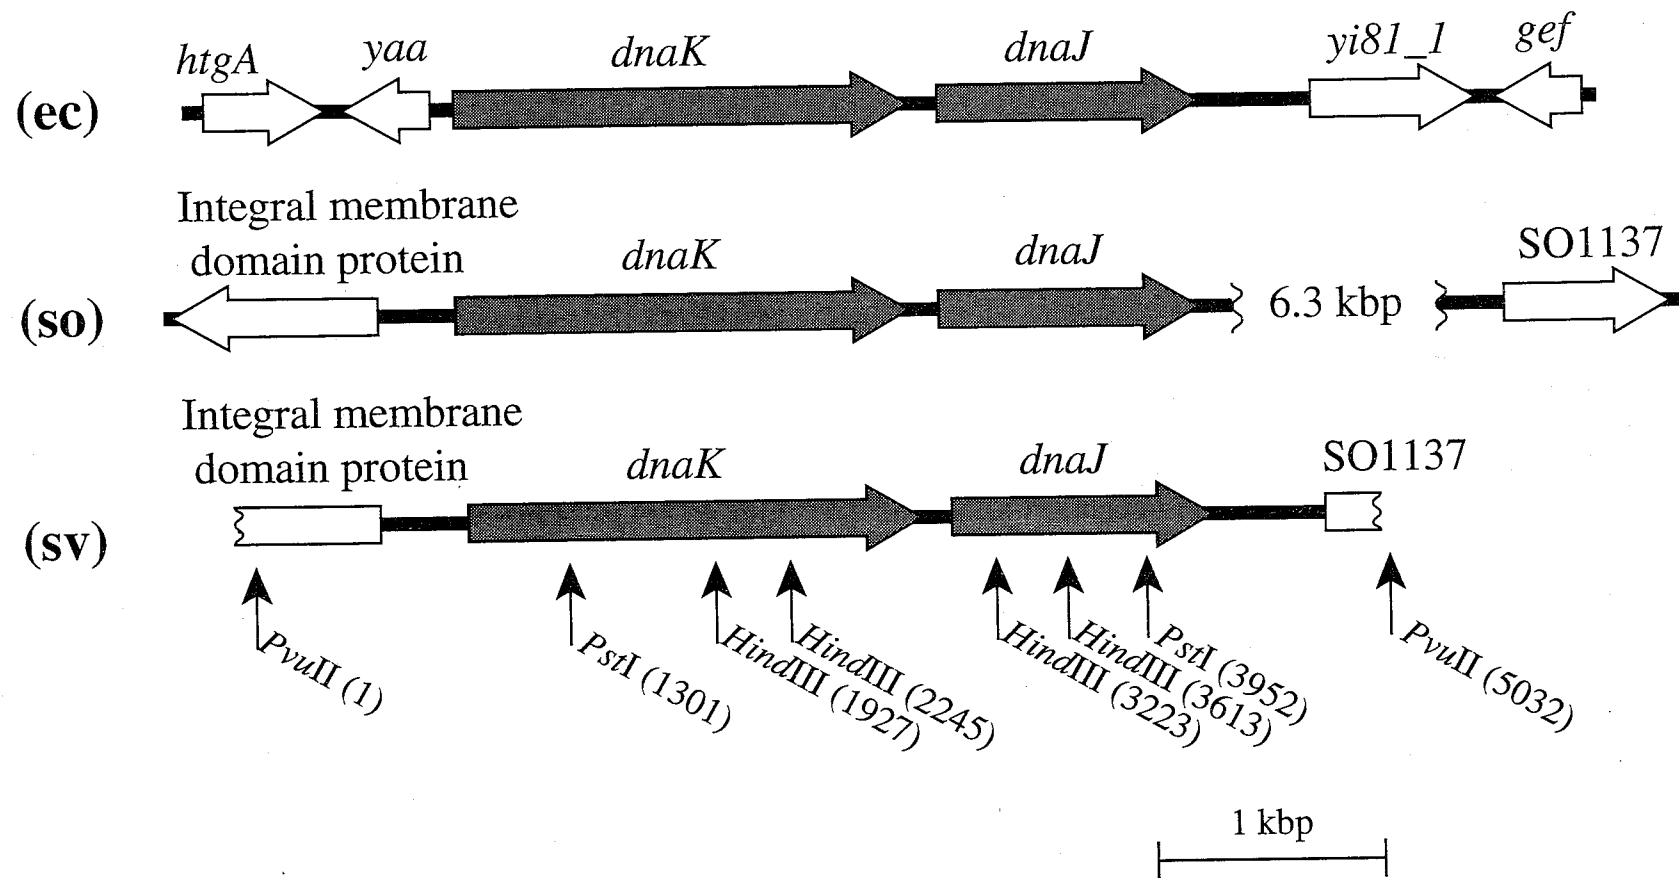 htgA yaa dnaK dnaJ yi81_1 gef
(ec)
Integral membrane
domain protein dnaK dnaJ SO1137
(so) 6.3 kbp
Integral membrane
domain protein dnaK dnaJ SO1137
(sv)
PvuII (1)
PstI (1301)
HindIII (1927)
HindIII (2245)
HindIII (3223)
HindIII (3613)
PstI (3952)
PvuII (5032)
1 kbp